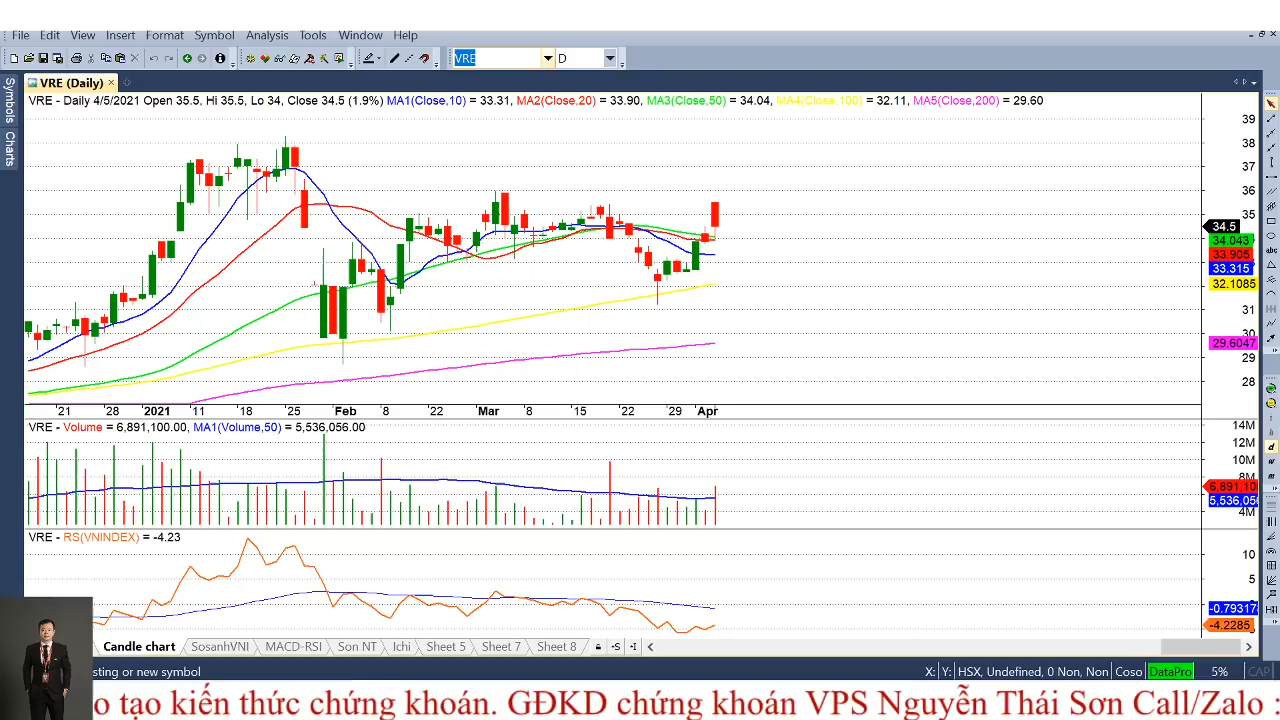 File Edit View Insert Format Symbol Analysis Tools Window Help
VRE D
VRE (Daily)
Symbols
Charts
VRE - Daily 4/5/2021 Open 35.5, Hi 35.5, Lo 34, Close 34.5 (1.9%) MA1(Close,10) = 33.31, MA2(Close,20) = 33.90, MA3(Close,50) = 34.04, MA4(Close,100) = 32.11, MA5(Close,200) = 29.60
39
38
37
36
35
34.5
34.043
33.905
33.315
32.1085
31
30
29.6047
29
28
21 28 2021 11 18 25 Feb 8 22 Mar 8 15 22 29 Apr
VRE - Volume = 6,891,100.00, MA1(Volume,50) = 5,536,056.00
14M
12M
10M
8M
6,891,10
5,536,056
4M
VRE - RS(VNINDEX) = -4.23
10
5
-0.79317
-4.2285
Candle chart SosanhVNI MACD-RSI Son NT Ichi Sheet 5 Sheet 7 Sheet 8
sting or new symbol X: Y: HSX, Undefined, 0 Non, Non Coso DataPro 5% CAP
o tạo kiến thức chứng khoán. GĐKD chứng khoán VPS Nguyễn Thái Sơn Call/Zalo :